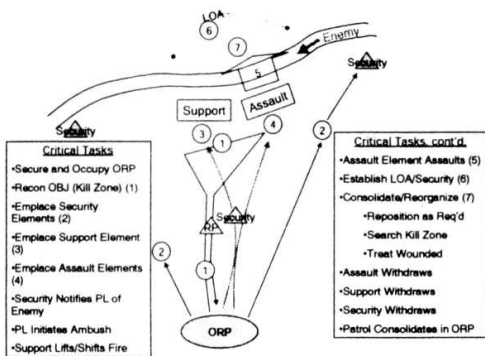 LOA
6
7
Enemy
5
Security
Support
Assault
Security
3
1
4
2
Critical Tasks
•Secure and Occupy ORP
•Recon OBJ (Kill Zone) (1)
•Emplace Security
Elements (2)
•Emplace Support Element
(3)
•Emplace Assault Elements
(4)
•Security Notifies PL of
Enemy
•PL Initiates Ambush
•Support Lifts/Shifts Fire
Security
RP
2
1
ORP
Critical Tasks, cont'd.
•Assault Element Assaults (5)
•Establish LOA/Security (6)
•Consolidate/Reorganize (7)
•Reposition as Req'd
•Search Kill Zone
•Treat Wounded
•Assault Withdraws
•Support Withdraws
•Security Withdraws
•Patrol Consolidates in ORP